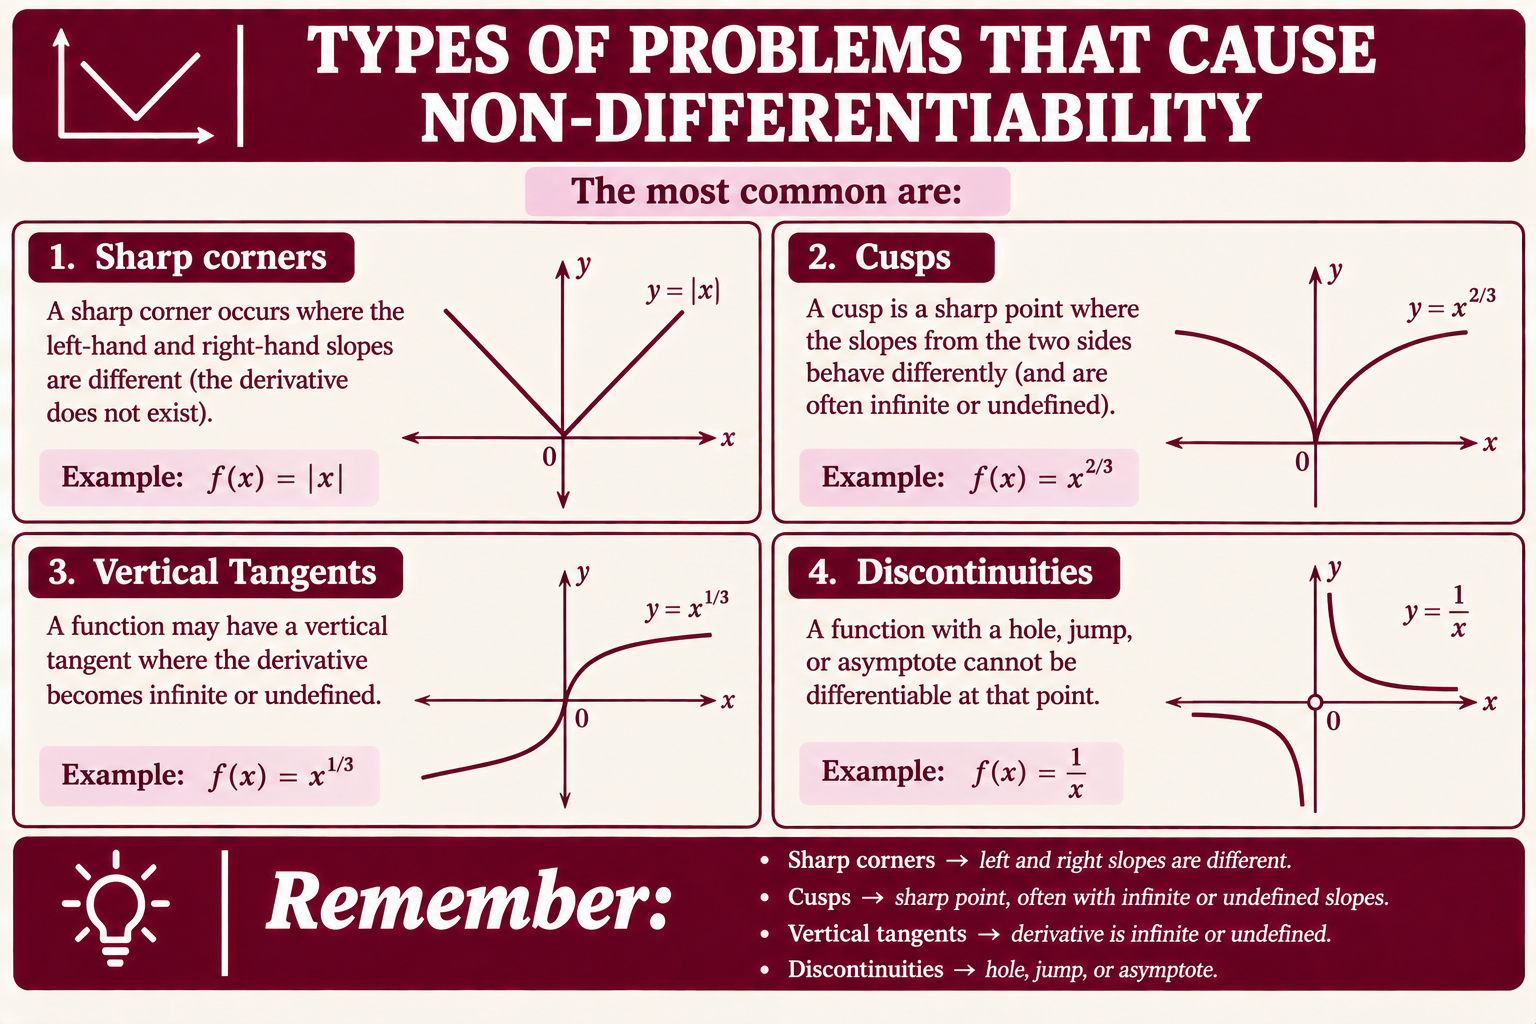 TYPES OF PROBLEMS THAT CAUSE
NON-DIFFERENTIABILITY
The most common are:
1. Sharp corners
A sharp corner occurs where the
left-hand and right-hand slopes
are different (the derivative
does not exist).
Example: f(x) = |x|
y
y = |x|
x
0
2. Cusps
A cusp is a sharp point where
the slopes from the two sides
behave differently (and are
often infinite or undefined).
Example: f(x) = x^{2/3}
y
y = x^{2/3}
x
0
3. Vertical Tangents
A function may have a vertical
tangent where the derivative
becomes infinite or undefined.
Example: f(x) = x^{1/3}
y
y = x^{1/3}
x
0
4. Discontinuities
A function with a hole, jump,
or asymptote cannot be
differentiable at that point.
Example: f(x) = 1/x
y
y = 1/x
x
0
Remember:
• Sharp corners → left and right slopes are different.
• Cusps → sharp point, often with infinite or undefined slopes.
• Vertical tangents → derivative is infinite or undefined.
• Discontinuities → hole, jump, or asymptote.